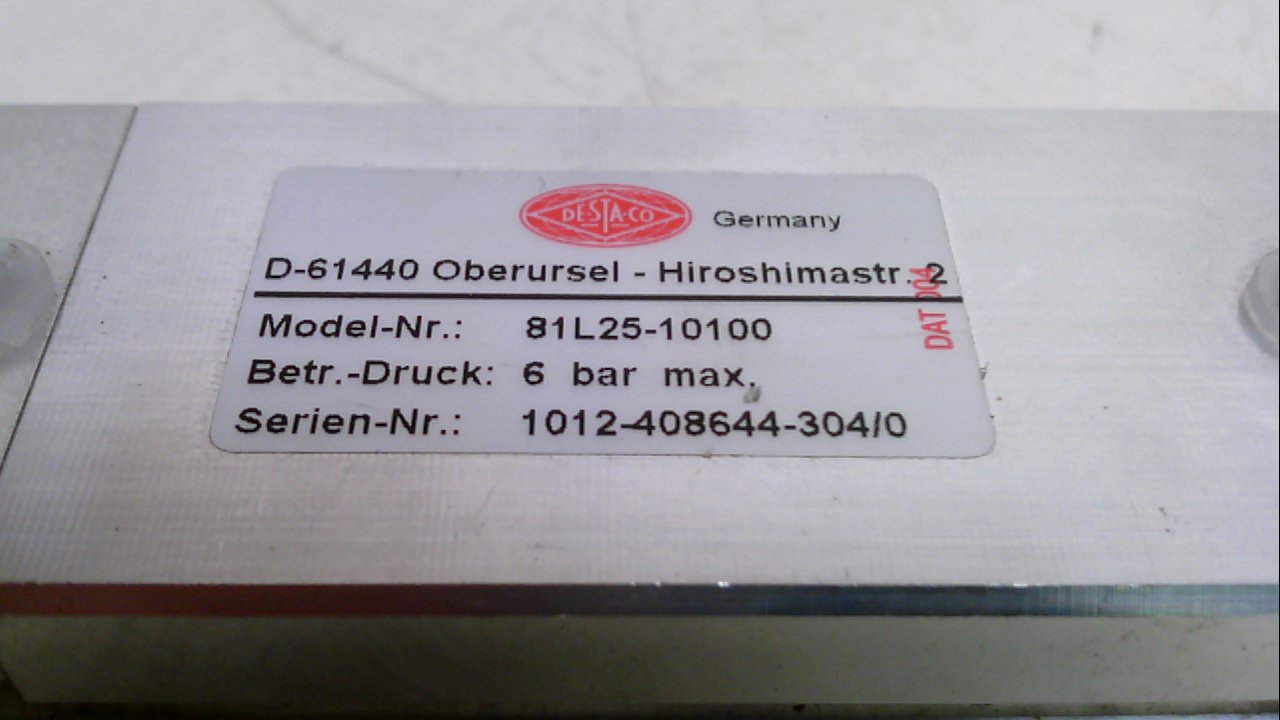 DE-STA-CO Germany
D-61440 Oberursel - Hiroshimastr. 2
Model-Nr.: 81L25-10100
Betr.-Druck: 6 bar max.
Serien-Nr.: 1012-408644-304/0
DAT 004